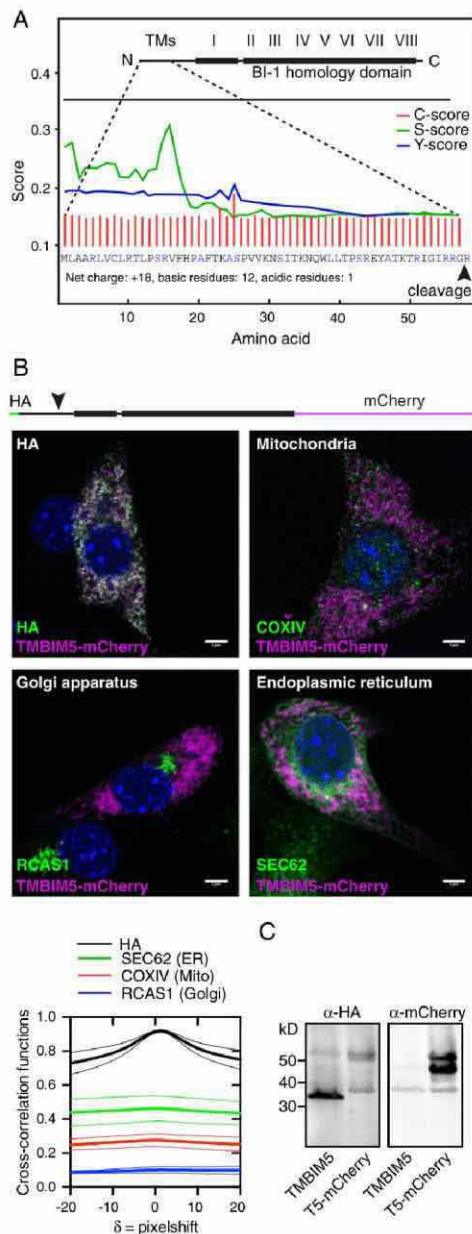 A
N TMs I II III IV V VI VII VIII C
BI-1 homology domain
C-score
S-score
Y-score
Score
0.4
0.3
0.2
0.1
MLAARLVCLRTLPSRVFHPAFTKASPVVKNSITKNQWLLTPSREYATKTRIGIRRGR
Net charge: +18, basic residues: 12, acidic residues: 1
cleavage
10 20 30 40 50
Amino acid
B
HA mCherry
HA
HA
TMBIM5-mCherry
Mitochondria
COXIV
TMBIM5-mCherry
Golgi apparatus
RCAS1
TMBIM5-mCherry
Endoplasmic reticulum
SEC62
TMBIM5-mCherry
HA
SEC62 (ER)
COXIV (Mito)
RCAS1 (Golgi)
Cross-correlation functions
1.0
0.8
0.6
0.4
0.2
0.0
-20 -10 0 10 20
δ = pixelshift
C
α-HA α-mCherry
kD
50
40
30
TMBIM5
T5-mCherry
TMBIM5
T5-mCherry